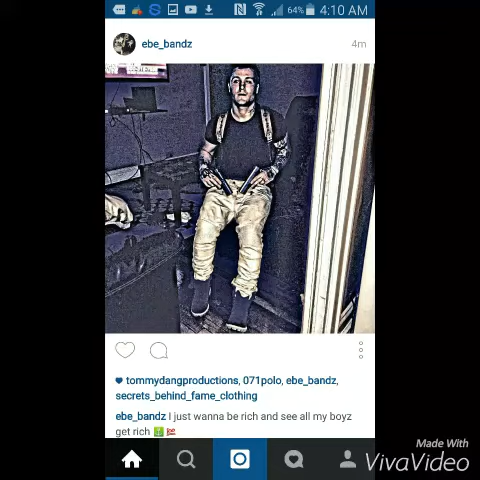 64% 4:10 AM
ebe_bandz 4m
tommydangproductions, 071polo, ebe_bandz,
secrets_behind_fame_clothing
ebe_bandz I just wanna be rich and see all my boyz
get rich 💵 💯
Made With
VivaVideo